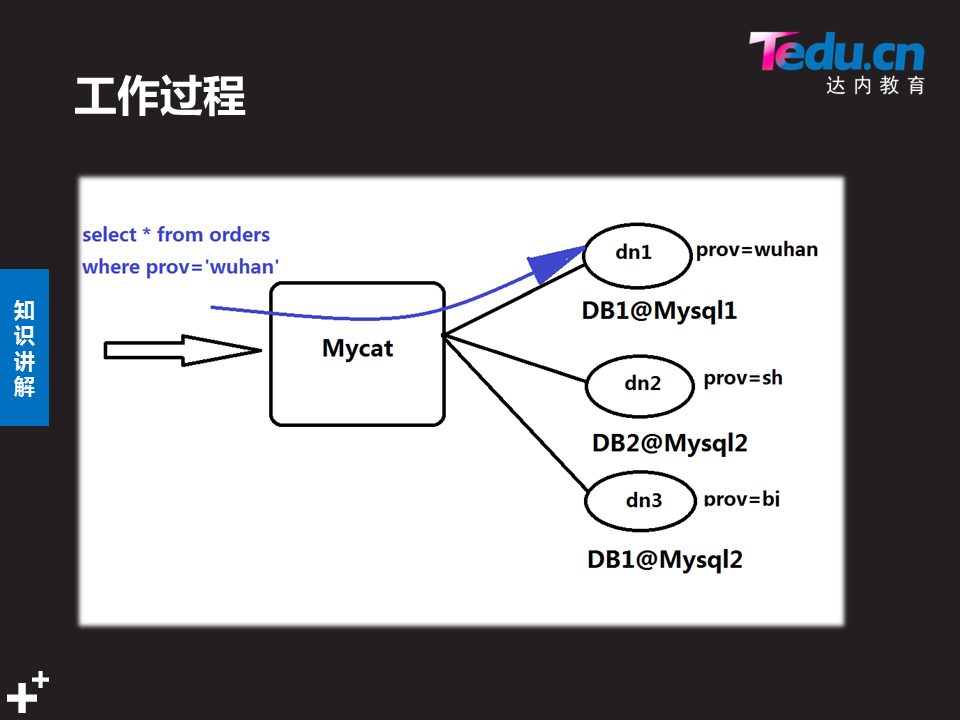 Tedu.cn
达内教育
工作过程
知识讲解
select * from orders
where prov='wuhan'
Mycat
dn1
prov=wuhan
DB1@Mysql1
dn2
prov=sh
DB2@Mysql2
dn3
prov=bj
DB1@Mysql2